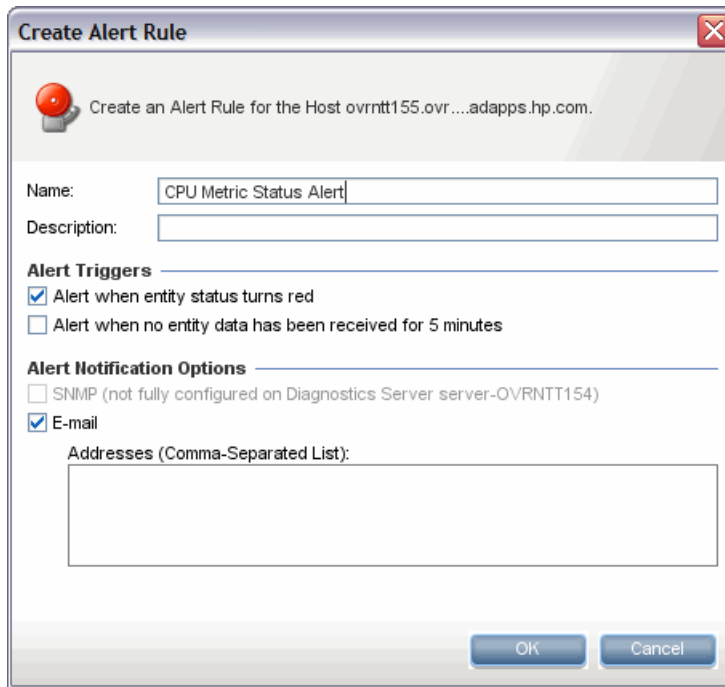 Create Alert Rule
Create an Alert Rule for the Host ovrntt155.ovr....adapps.hp.com.
Name: CPU Metric Status Alert
Description:
Alert Triggers
Alert when entity status turns red
Alert when no entity data has been received for 5 minutes
Alert Notification Options
SNMP (not fully configured on Diagnostics Server server-OVRNTT154)
E-mail
Addresses (Comma-Separated List):
OK Cancel